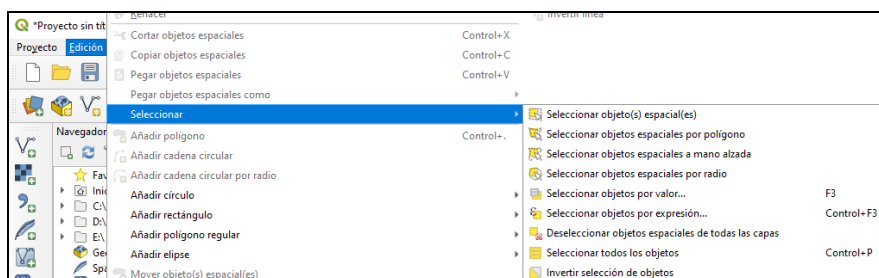 *Proyecto sin tít
Rehacer
Invertir línea
Proyecto Edición
Cortar objetos espaciales Control+X
Copiar objetos espaciales Control+C
Pegar objetos espaciales Control+V
Pegar objetos espaciales como
Seleccionar
Seleccionar objeto(s) espacial(es)
Navegador
Añadir polígono Control+.
Seleccionar objetos espaciales por polígono
Añadir cadena circular
Seleccionar objetos espaciales a mano alzada
Fav
Añadir cadena circular por radio
Seleccionar objetos espaciales por radio
Inic
Añadir círculo
Seleccionar objetos por valor... F3
C:\
Añadir rectángulo
Seleccionar objetos por expresión... Control+F3
D:\
Añadir polígono regular
Deseleccionar objetos espaciales de todas las capas
E:\
Añadir elipse
Seleccionar todos los objetos Control+P
Geo
Mover objeto(s) espacial(es)
Invertir selección de objetos
Spa